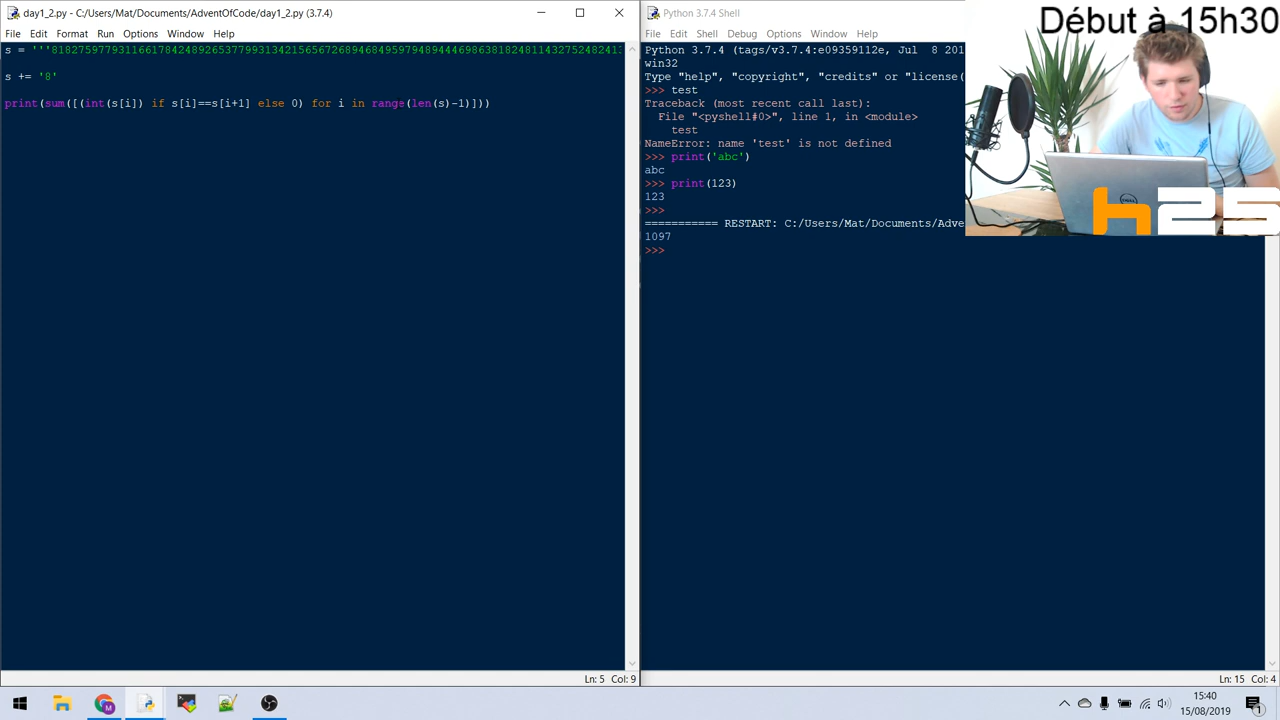 day1_2.py - C:/Users/Mat/Documents/AdventOfCode/day1_2.py (3.7.4)
File Edit Format Run Options Window Help
s = '''81827597793116617842489265377993134215656726894684959794894446986381824811432752482413
s += '8'
print(sum([(int(s[i]) if s[i]==s[i+1] else 0) for i in range(len(s)-1)]))
Ln: 5 Col: 9
Python 3.7.4 Shell
File Edit Shell Debug Options Window Help
Python 3.7.4 (tags/v3.7.4:e09359112e, Jul 8 201
win32
Type "help", "copyright", "credits" or "license(
>>> test
Traceback (most recent call last):
File "<pyshell#0>", line 1, in <module>
test
NameError: name 'test' is not defined
>>> print('abc')
abc
>>> print(123)
123
>>>
=========== RESTART: C:/Users/Mat/Documents/Adve
1097
>>>
Ln: 15 Col: 4
Début à 15h30
h25
15:40
15/08/2019
1